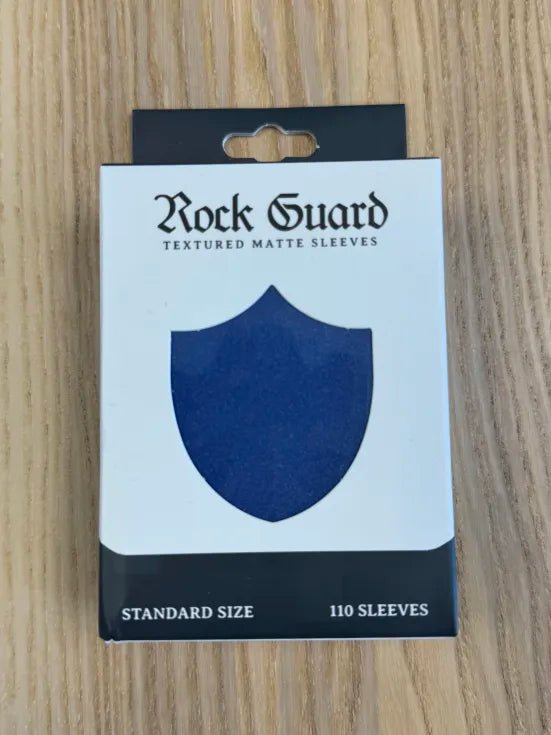 Rock Guard
TEXTURED MATTE SLEEVES
STANDARD SIZE
110 SLEEVES